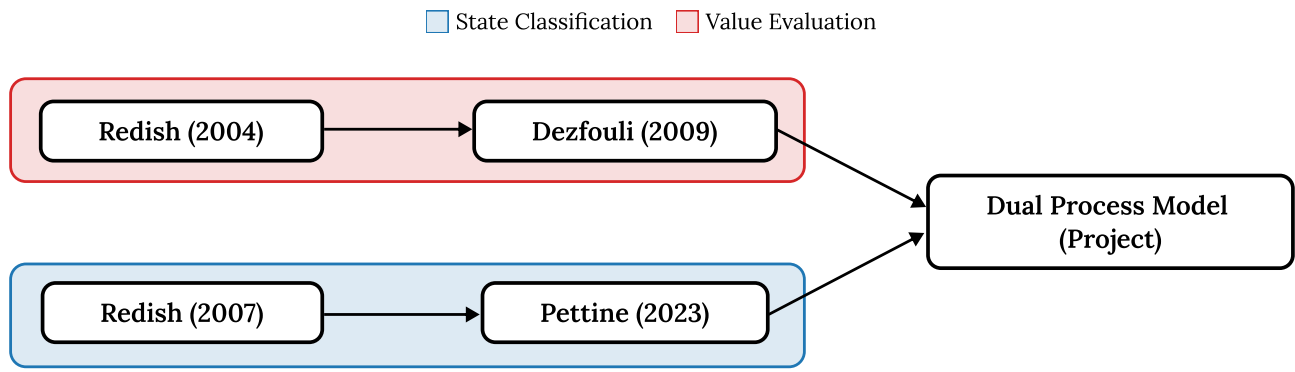 State Classification
Value Evaluation
Redish (2004)
Dezfouli (2009)
Dual Process Model
(Project)
Redish (2007)
Pettine (2023)